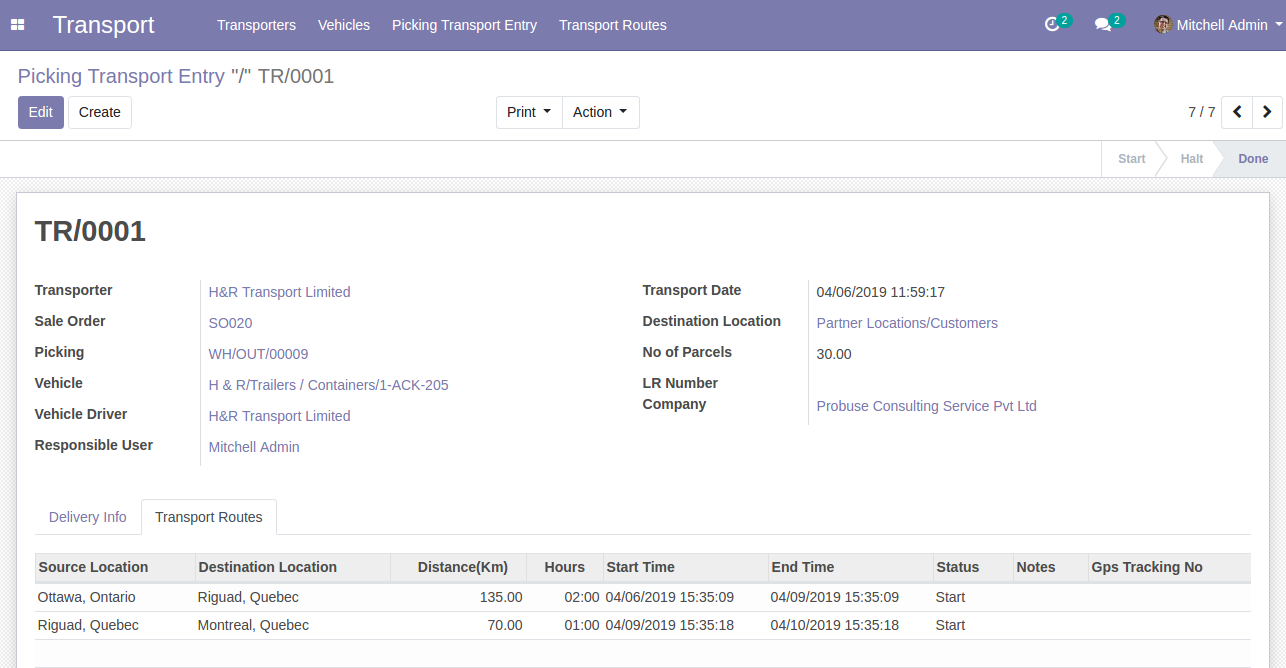 Transport Transporters Vehicles Picking Transport Entry Transport Routes 2 2 Mitchell Admin
Picking Transport Entry "/" TR/0001
Edit Create Print Action 7 / 7
Start Halt Done
TR/0001
Transporter H&R Transport Limited Transport Date 04/06/2019 11:59:17
Sale Order SO020 Destination Location Partner Locations/Customers
Picking WH/OUT/00009 No of Parcels 30.00
Vehicle H & R/Trailers / Containers/1-ACK-205 LR Number
Company Probuse Consulting Service Pvt Ltd
Vehicle Driver H&R Transport Limited
Responsible User Mitchell Admin
Delivery Info Transport Routes
Source Location Destination Location Distance(Km) Hours Start Time End Time Status Notes Gps Tracking No
Ottawa, Ontario Riguad, Quebec 135.00 02:00 04/06/2019 15:35:09 04/09/2019 15:35:09 Start
Riguad, Quebec Montreal, Quebec 70.00 01:00 04/09/2019 15:35:18 04/10/2019 15:35:18 Start